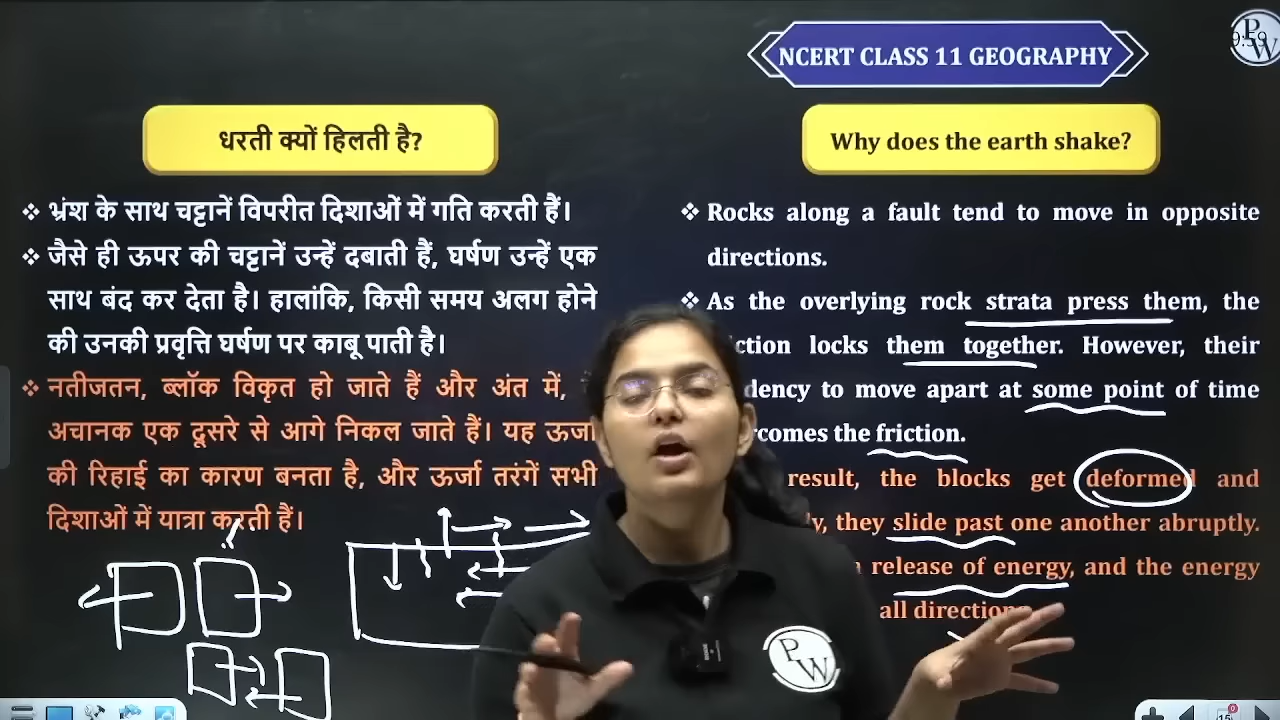 NCERT CLASS 11 GEOGRAPHY
PW
धरती क्यों हिलती है?
❖ भ्रंश के साथ चट्टानें विपरीत दिशाओं में गति करती हैं।
❖ जैसे ही ऊपर की चट्टानें उन्हें दबाती हैं, घर्षण उन्हें एक
साथ बंद कर देता है। हालांकि, किसी समय अलग होने
की उनकी प्रवृत्ति घर्षण पर काबू पाती है।
❖ नतीजतन, ब्लॉक विकृत हो जाते हैं और अंत में,
अचानक एक दूसरे से आगे निकल जाते हैं। यह ऊर्जा
की रिहाई का कारण बनता है, और ऊर्जा तरंगें सभी
दिशाओं में यात्रा करती हैं।
Why does the earth shake?
❖ Rocks along a fault tend to move in opposite
directions.
❖ As the overlying rock strata press them, the
ction locks them together. However, their
dency to move apart at some point of time
rcomes the friction.
result, the blocks get deformed and
y, they slide past one another abruptly.
release of energy, and the energy
all directions
PW
15